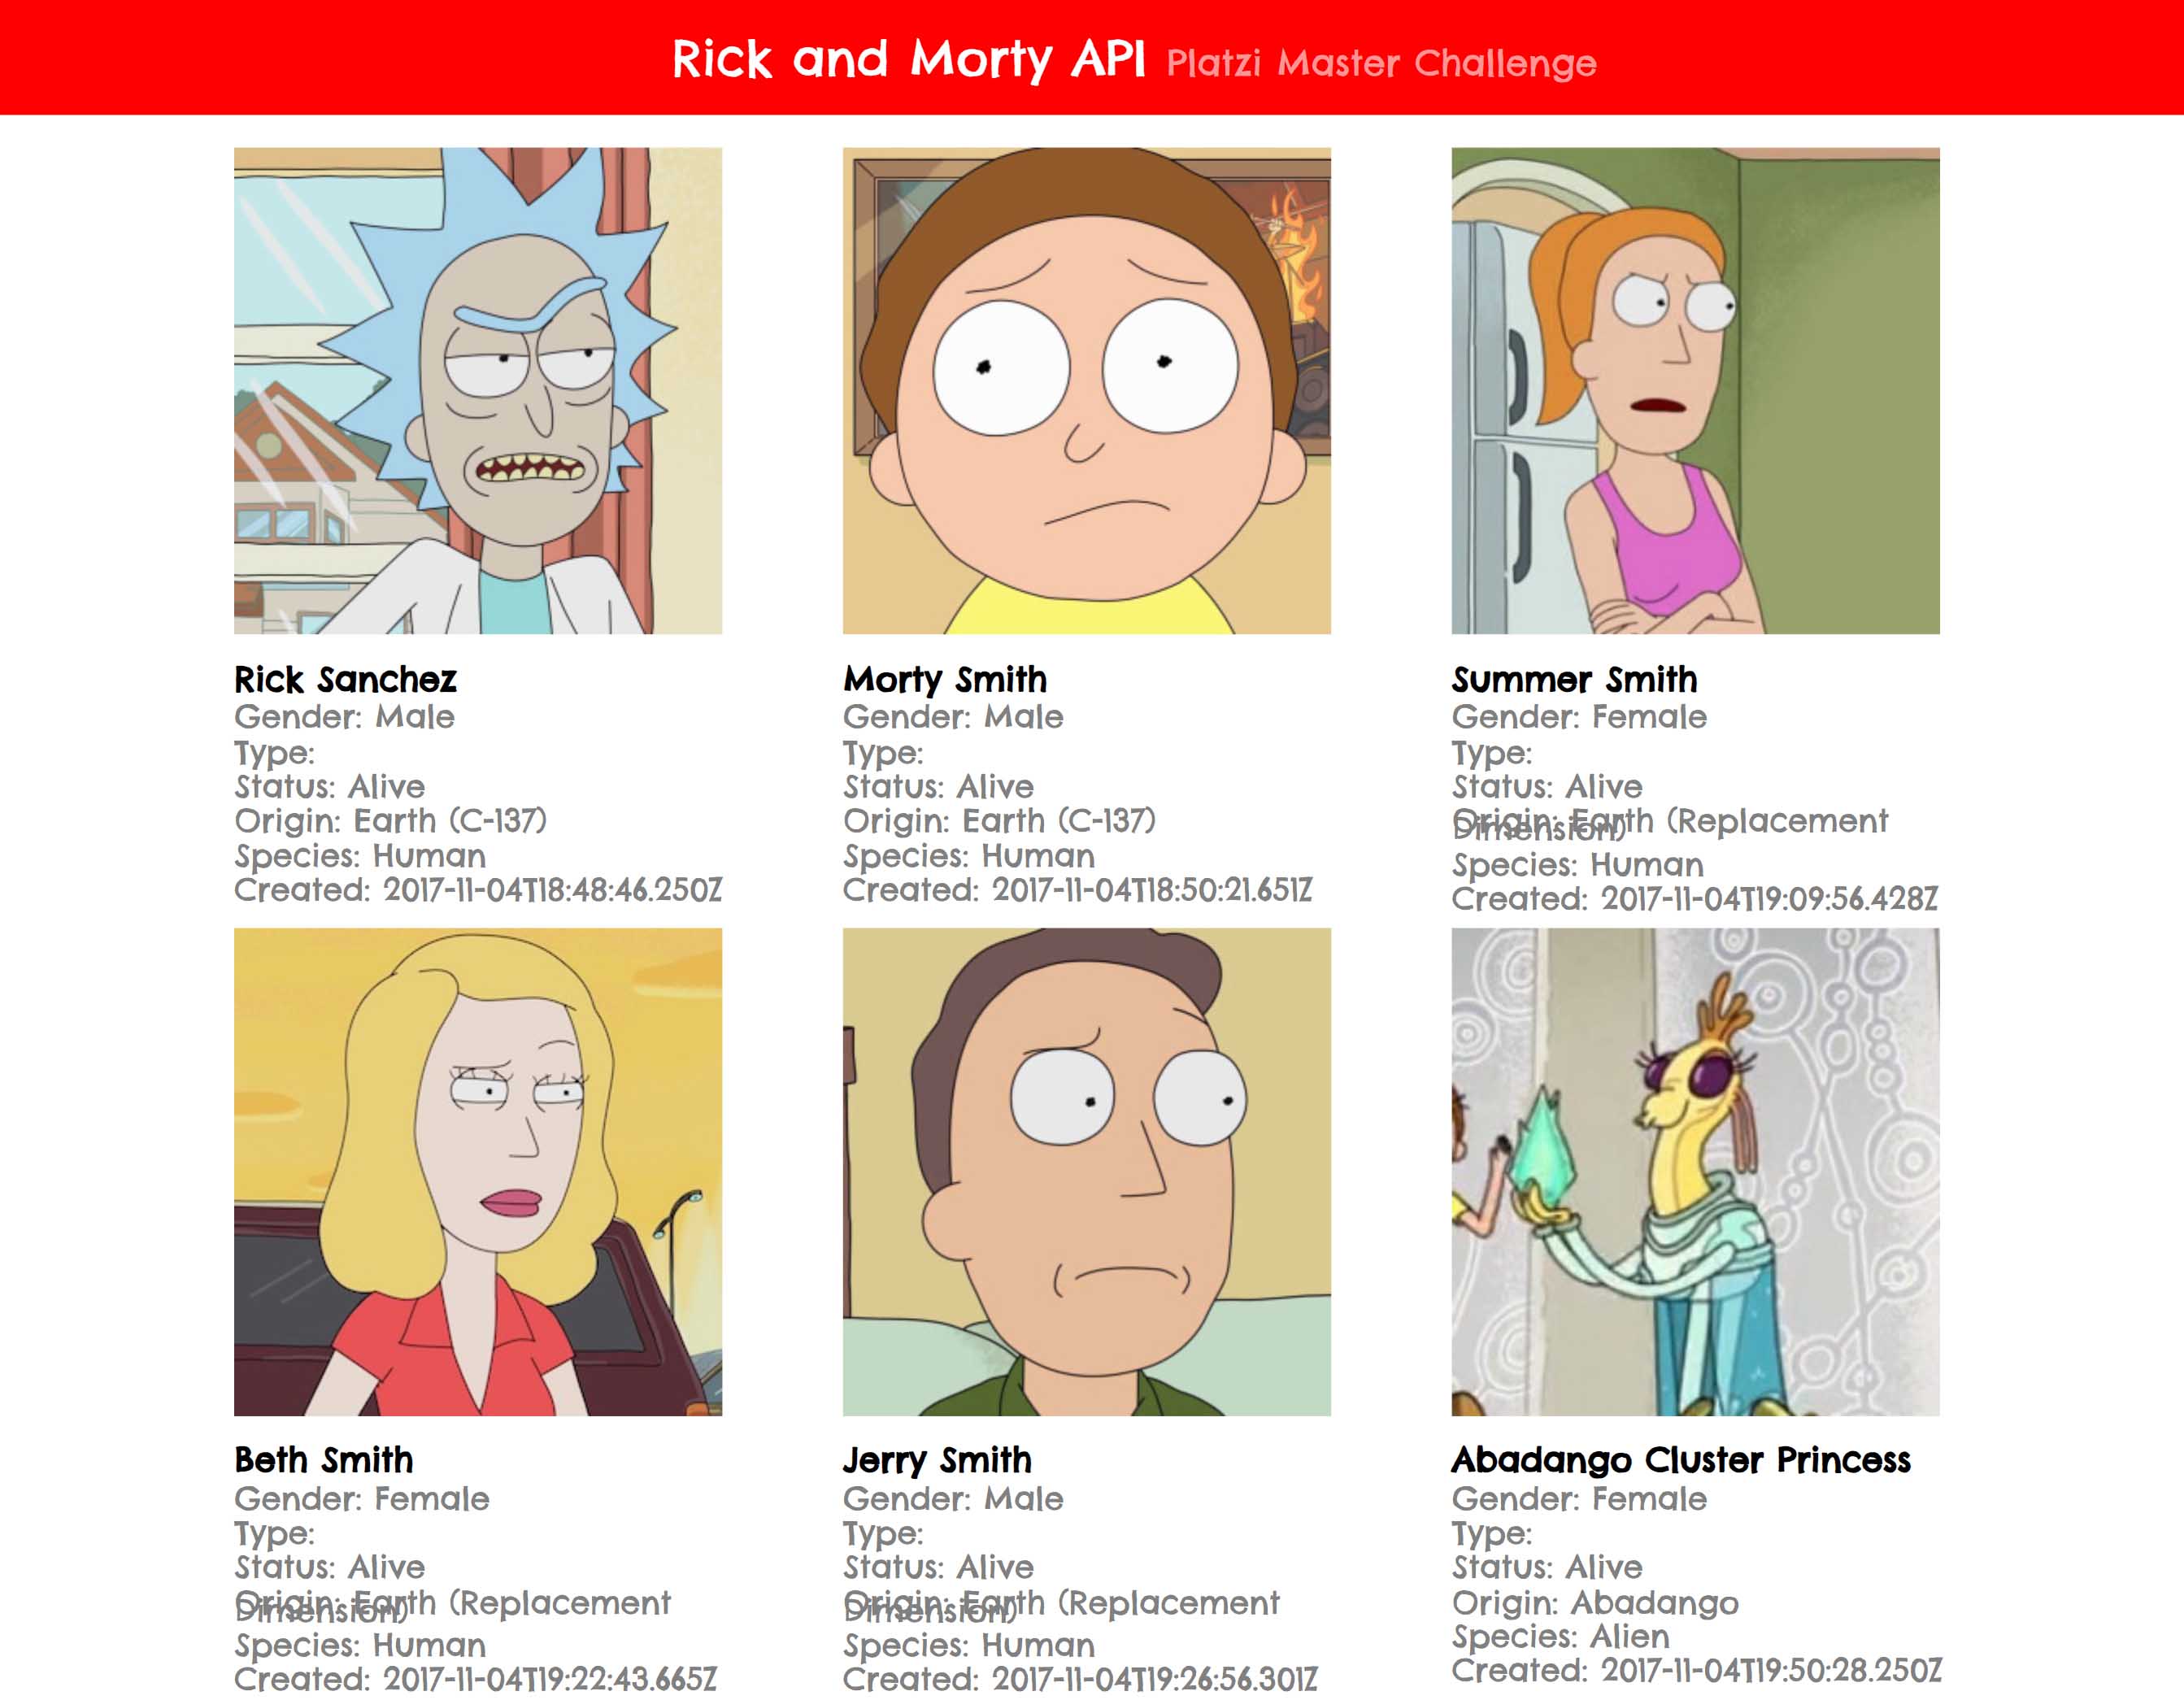 Rick and Morty API Platzi Master Challenge
Rick Sanchez
Gender: Male
Type:
Status: Alive
Origin: Earth (C-137)
Species: Human
Created: 2017-11-04T18:48:46.250Z
Morty Smith
Gender: Male
Type:
Status: Alive
Origin: Earth (C-137)
Species: Human
Created: 2017-11-04T18:50:21.651Z
Summer Smith
Gender: Female
Type:
Status: Alive
Origin: Earth (Replacement
Dimension)
Species: Human
Created: 2017-11-04T19:09:56.428Z
Beth Smith
Gender: Female
Type:
Status: Alive
Origin: Earth (Replacement
Dimension)
Species: Human
Created: 2017-11-04T19:22:43.665Z
Jerry Smith
Gender: Male
Type:
Status: Alive
Origin: Earth (Replacement
Dimension)
Species: Human
Created: 2017-11-04T19:26:56.301Z
Abadango Cluster Princess
Gender: Female
Type:
Status: Alive
Origin: Abadango
Species: Alien
Created: 2017-11-04T19:50:28.250Z